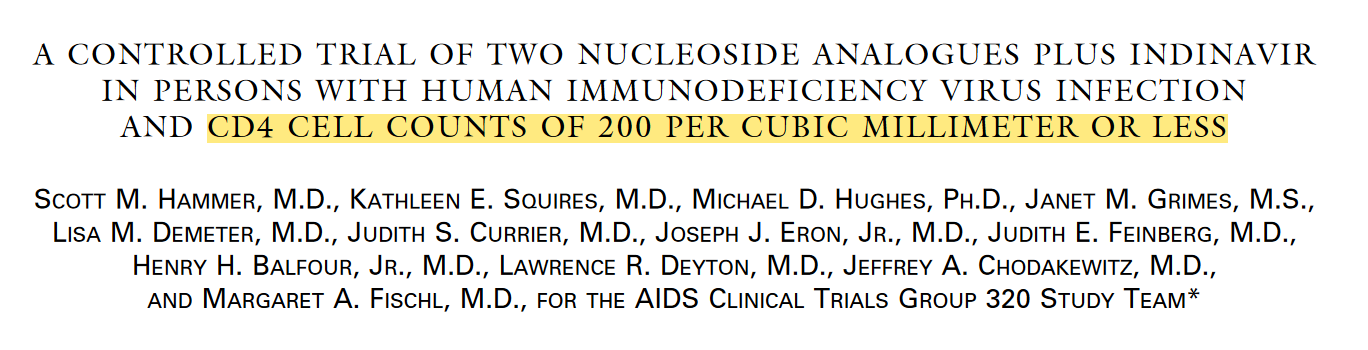 A CONTROLLED TRIAL OF TWO NUCLEOSIDE ANALOGUES PLUS INDINAVIR
IN PERSONS WITH HUMAN IMMUNODEFICIENCY VIRUS INFECTION
AND CD4 CELL COUNTS OF 200 PER CUBIC MILLIMETER OR LESS
SCOTT M. HAMMER, M.D., KATHLEEN E. SQUIRES, M.D., MICHAEL D. HUGHES, PH.D., JANET M. GRIMES, M.S.,
LISA M. DEMETER, M.D., JUDITH S. CURRIER, M.D., JOSEPH J. ERON, JR., M.D., JUDITH E. FEINBERG, M.D.,
HENRY H. BALFOUR, JR., M.D., LAWRENCE R. DEYTON, M.D., JEFFREY A. CHODAKEWITZ, M.D.,
AND MARGARET A. FISCHL, M.D., FOR THE AIDS CLINICAL TRIALS GROUP 320 STUDY TEAM*